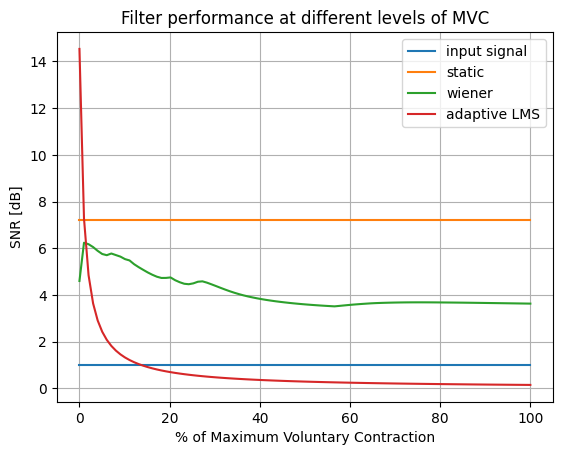 Filter performance at different levels of MVC
input signal
static
wiener
adaptive LMS
SNR [dB]
14
12
10
8
6
4
2
0
0 20 40 60 80 100
% of Maximum Voluntary Contraction